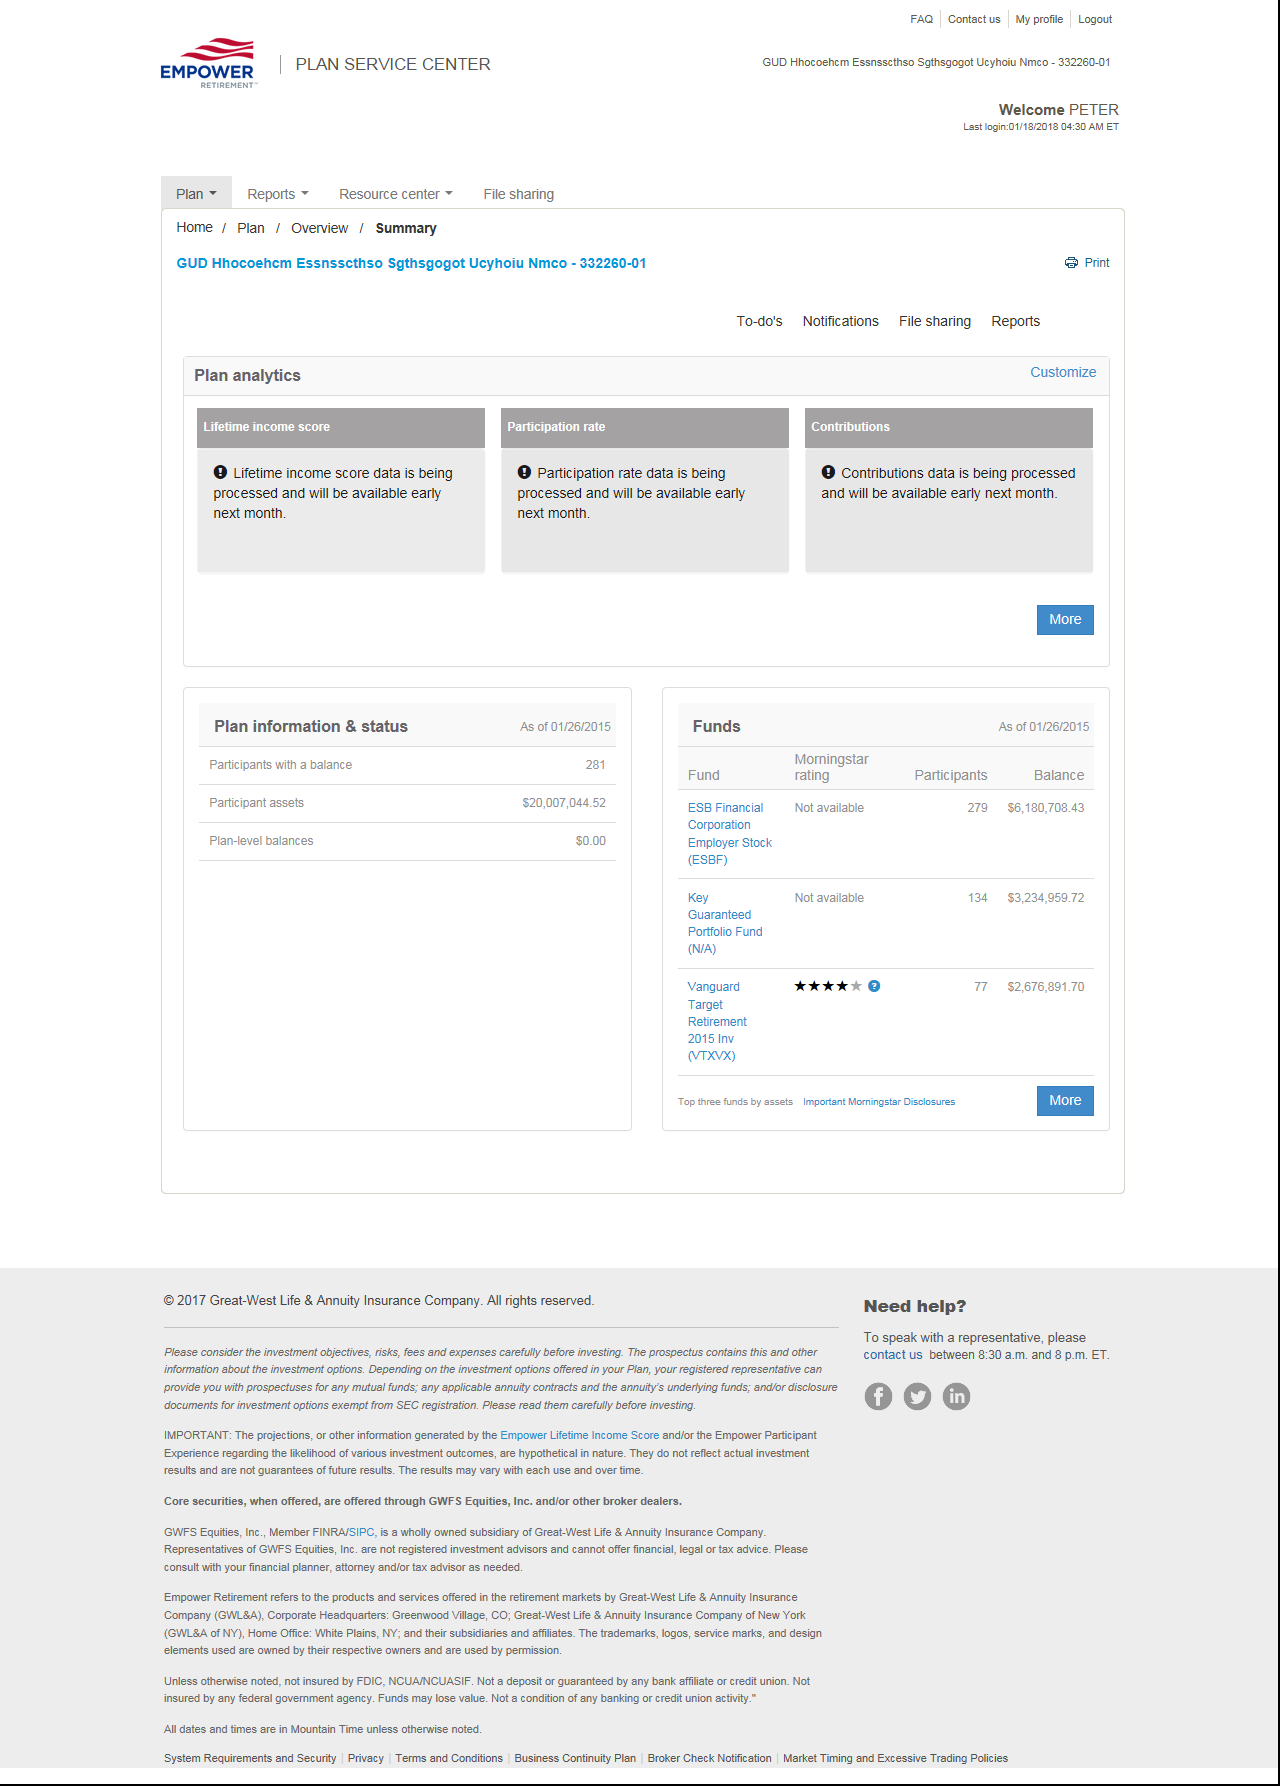 FAQ Contact us My profile Logout
EMPOWER
RETIREMENT™
PLAN SERVICE CENTER
GUD Hhocoehcm Essnsscthso Sgthsgogot Ucyhoiu Nmco - 332260-01
Welcome PETER
Last login:01/18/2018 04:30 AM ET
Plan Reports Resource center File sharing
Home / Plan / Overview / Summary
GUD Hhocoehcm Essnsscthso Sgthsgogot Ucyhoiu Nmco - 332260-01
Print
To-do's Notifications File sharing Reports
Plan analytics
Customize
Lifetime income score
Lifetime income score data is being
processed and will be available early
next month.
Participation rate
Participation rate data is being
processed and will be available early
next month.
Contributions
Contributions data is being processed
and will be available early next month.
More
Plan information & status As of 01/26/2015
Participants with a balance 281
Participant assets $20,007,044.52
Plan-level balances $0.00
Funds As of 01/26/2015
Fund Morningstar
rating Participants Balance
ESB Financial Not available 279 $6,180,708.43
Corporation
Employer Stock
(ESBF)
Key Not available 134 $3,234,959.72
Guaranteed
Portfolio Fund
(N/A)
Vanguard ★★★★★ ? 77 $2,676,891.70
Target
Retirement
2015 Inv
(VTXVX)
Top three funds by assets Important Morningstar Disclosures More
© 2017 Great-West Life & Annuity Insurance Company. All rights reserved.
Please consider the investment objectives, risks, fees and expenses carefully before investing. The prospectus contains this and other
information about the investment options. Depending on the investment options offered in your Plan, your registered representative can
provide you with prospectuses for any mutual funds; any applicable annuity contracts and the annuity's underlying funds; and/or disclosure
documents for investment options exempt from SEC registration. Please read them carefully before investing.
IMPORTANT: The projections, or other information generated by the Empower Lifetime Income Score and/or the Empower Participant
Experience regarding the likelihood of various investment outcomes, are hypothetical in nature. They do not reflect actual investment
results and are not guarantees of future results. The results may vary with each use and over time.
Core securities, when offered, are offered through GWFS Equities, Inc. and/or other broker dealers.
GWFS Equities, Inc., Member FINRA/SIPC, is a wholly owned subsidiary of Great-West Life & Annuity Insurance Company.
Representatives of GWFS Equities, Inc. are not registered investment advisors and cannot offer financial, legal or tax advice. Please
consult with your financial planner, attorney and/or tax advisor as needed.
Empower Retirement refers to the products and services offered in the retirement markets by Great-West Life & Annuity Insurance
Company (GWL&A), Corporate Headquarters: Greenwood Village, CO; Great-West Life & Annuity Insurance Company of New York
(GWL&A of NY), Home Office: White Plains, NY; and their subsidiaries and affiliates. The trademarks, logos, service marks, and design
elements used are owned by their respective owners and are used by permission.
Unless otherwise noted, not insured by FDIC, NCUA/NCUASIF. Not a deposit or guaranteed by any bank affiliate or credit union. Not
insured by any federal government agency. Funds may lose value. Not a condition of any banking or credit union activity."
All dates and times are in Mountain Time unless otherwise noted.
System Requirements and Security Privacy Terms and Conditions Business Continuity Plan Broker Check Notification Market Timing and Excessive Trading Policies
Need help?
To speak with a representative, please
contact us between 8:30 a.m. and 8 p.m. ET.